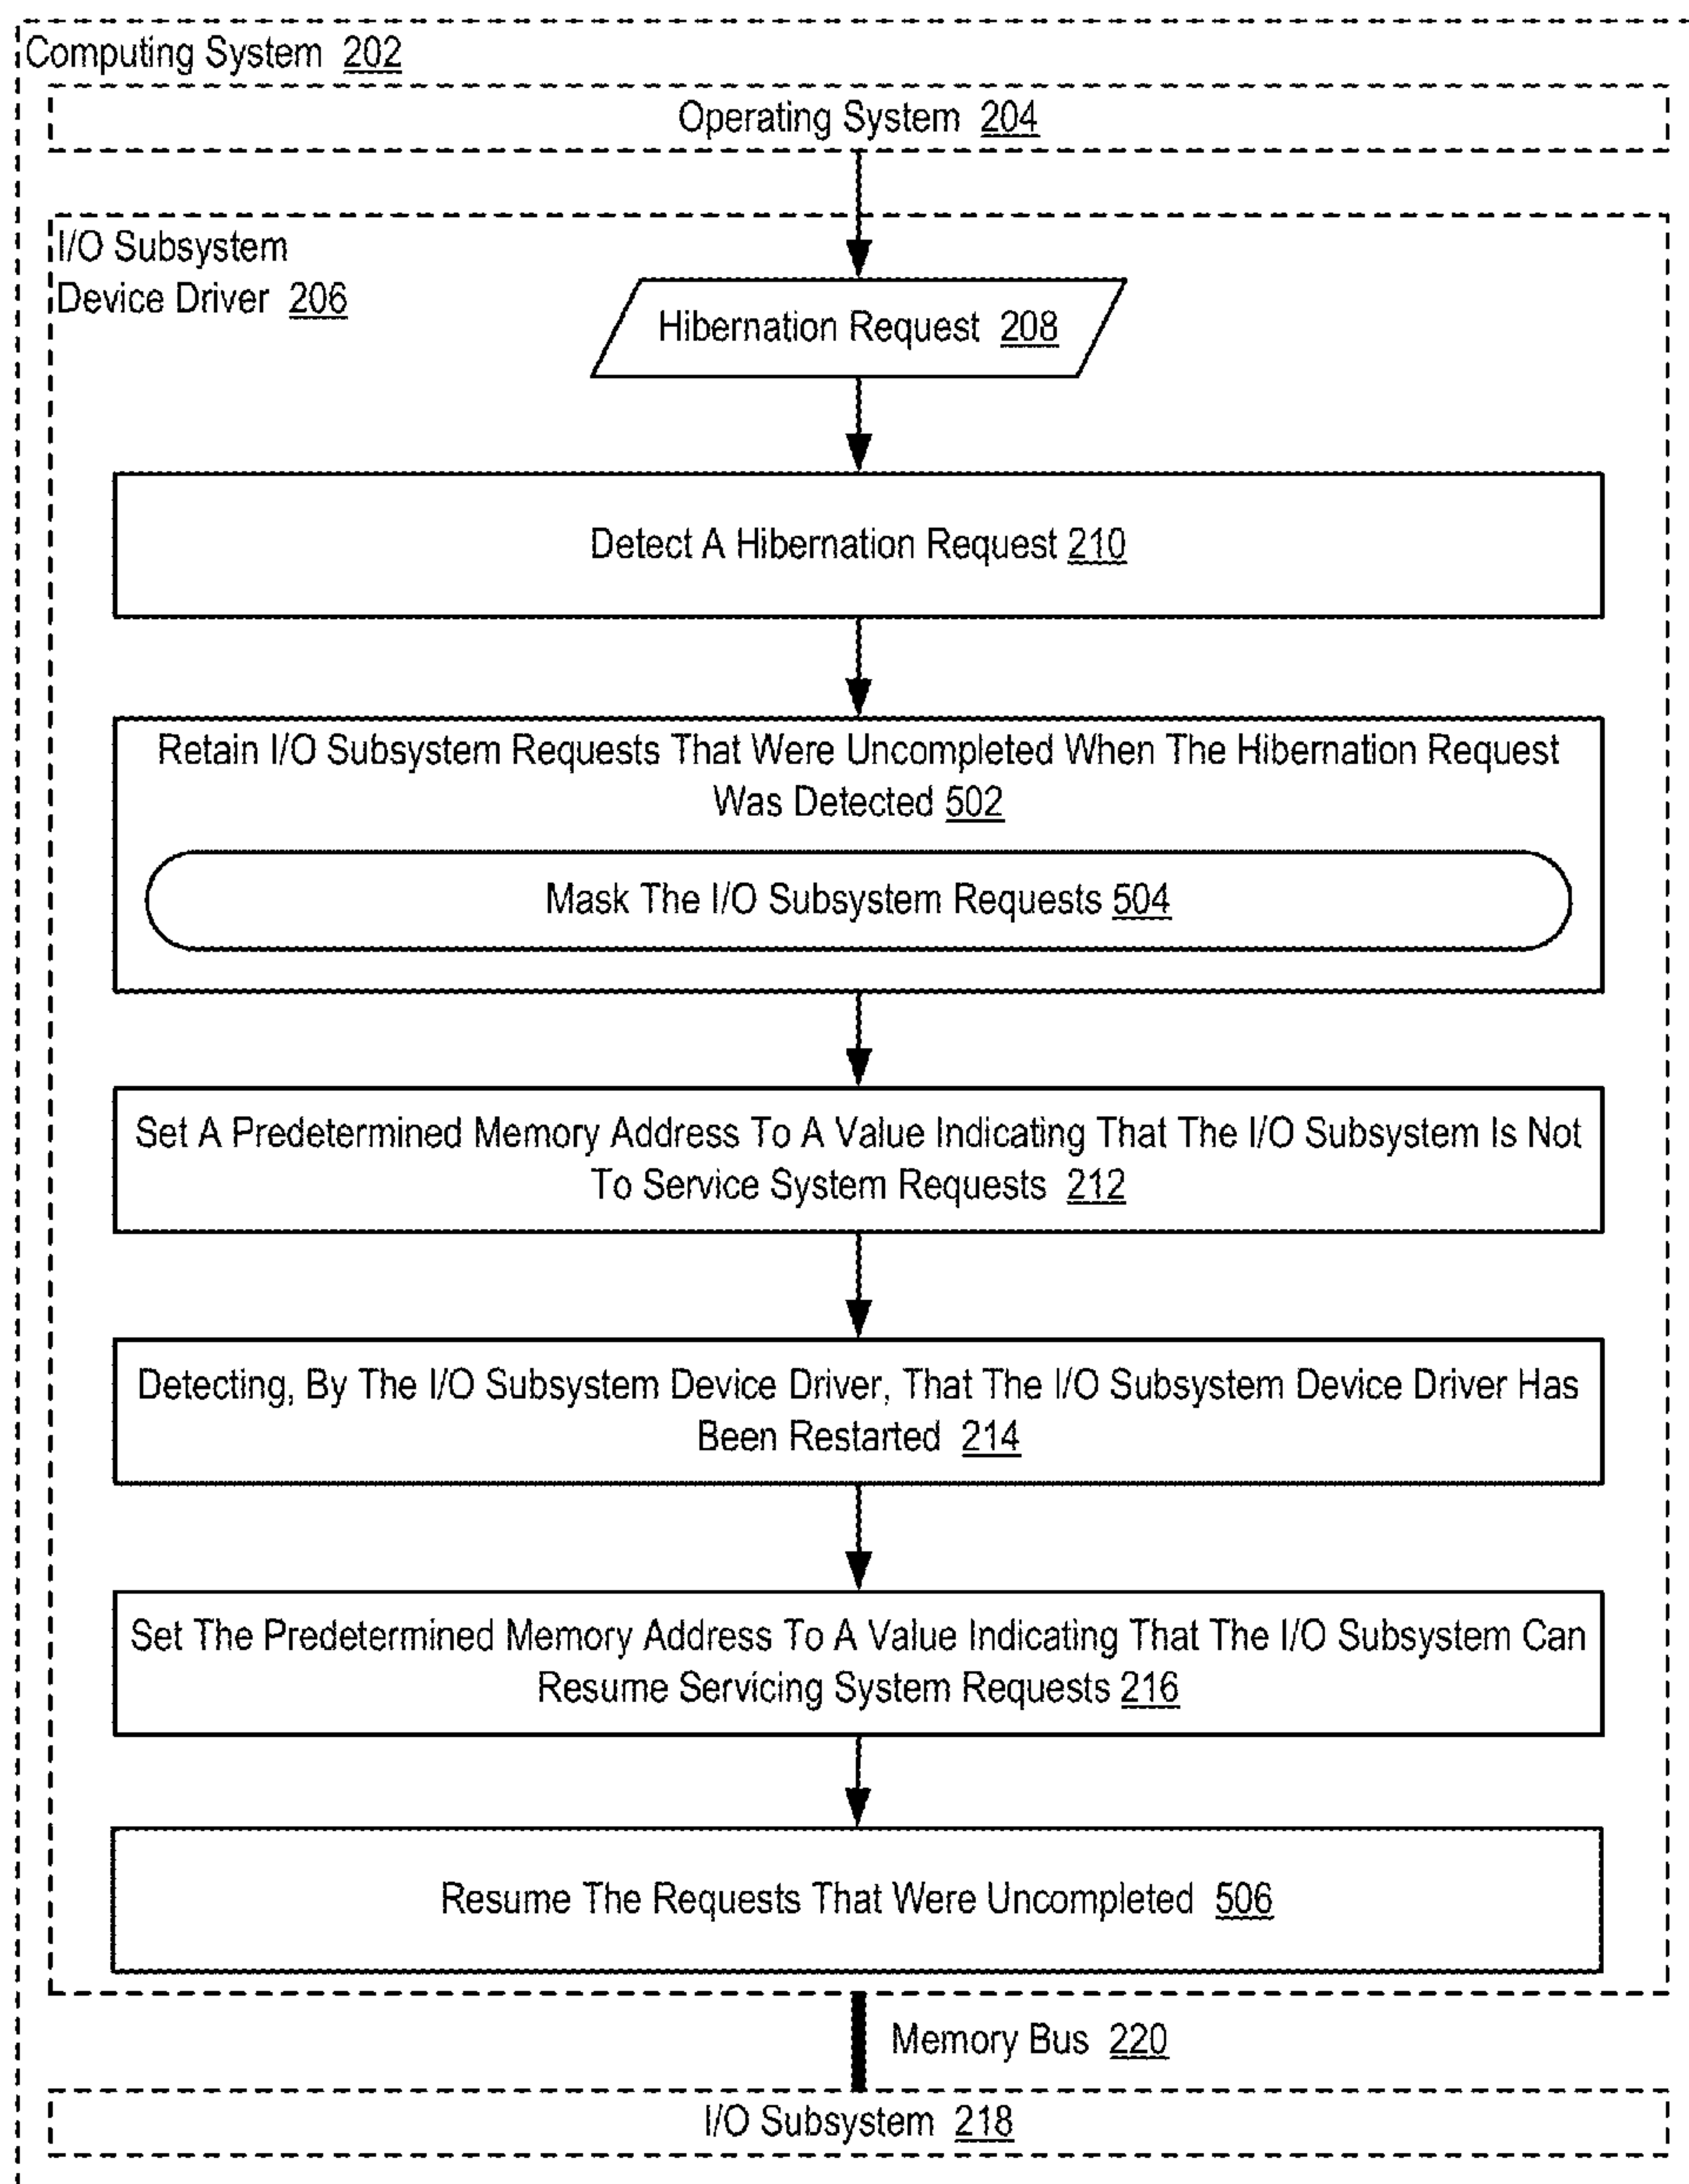 Computing System 202
Operating System 204
I/O Subsystem
Device Driver 206
Hibernation Request 208
Detect A Hibernation Request 210
Retain I/O Subsystem Requests That Were Uncompleted When The Hibernation Request
Was Detected 502
Mask The I/O Subsystem Requests 504
Set A Predetermined Memory Address To A Value Indicating That The I/O Subsystem Is Not
To Service System Requests 212
Detecting, By The I/O Subsystem Device Driver, That The I/O Subsystem Device Driver Has
Been Restarted 214
Set The Predetermined Memory Address To A Value Indicating That The I/O Subsystem Can
Resume Servicing System Requests 216
Resume The Requests That Were Uncompleted 506
Memory Bus 220
I/O Subsystem 218